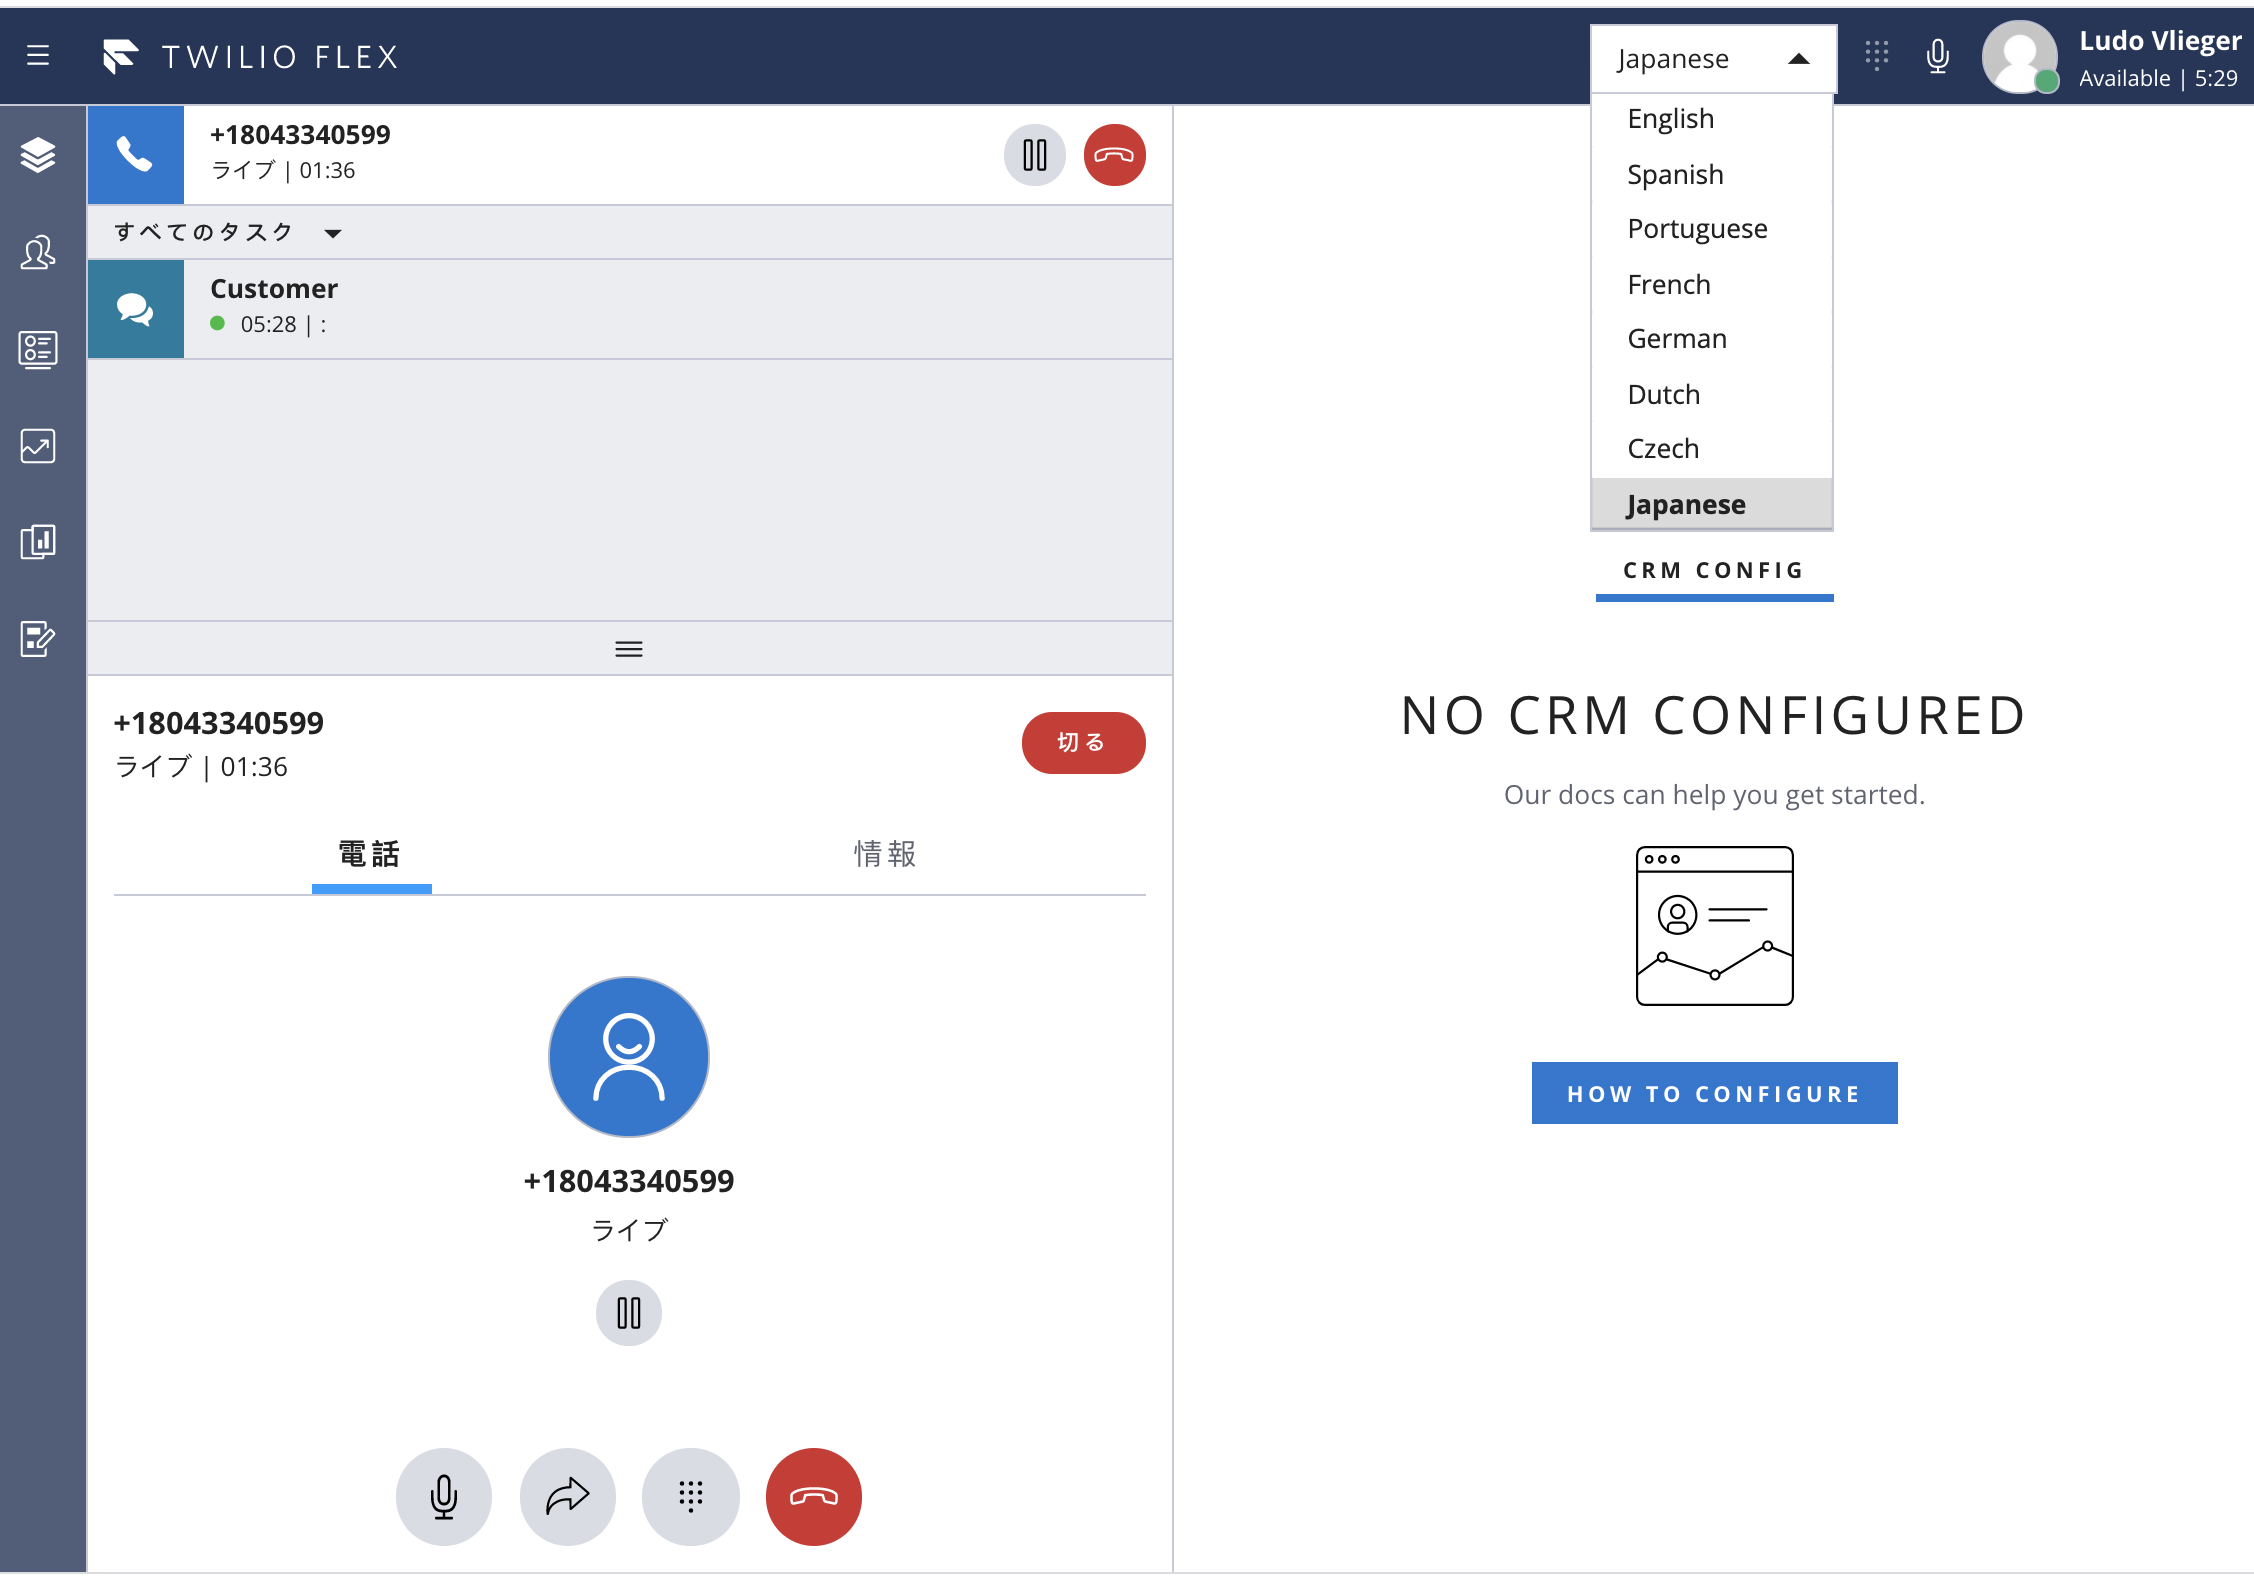 TWILIO FLEX
Japanese
Ludo Vlieger
Available | 5:29
English
Spanish
Portuguese
French
German
Dutch
Czech
Japanese
+18043340599
ライブ | 01:36
すべてのタスク
Customer
05:28 | :
+18043340599
ライブ | 01:36
切る
電話
情報
+18043340599
ライブ
CRM CONFIG
NO CRM CONFIGURED
Our docs can help you get started.
HOW TO CONFIGURE